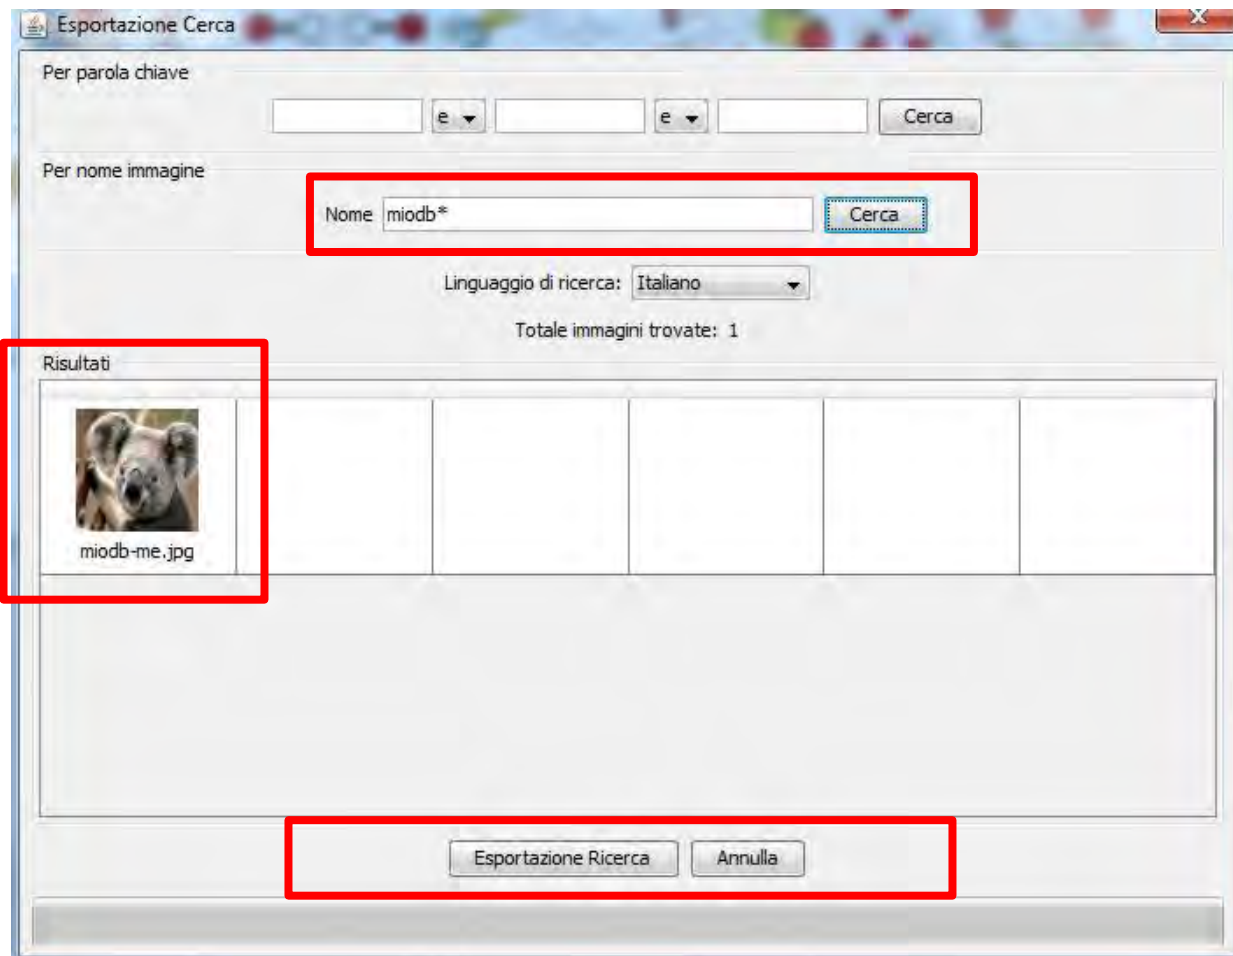 Esportazione Cerca
Per parola chiave
e e Cerca
Per nome immagine
Nome miodb* Cerca
Linguaggio di ricerca: Italiano
Totale immagini trovate: 1
Risultati
miodb-me.jpg
Esportazione Ricerca Annulla